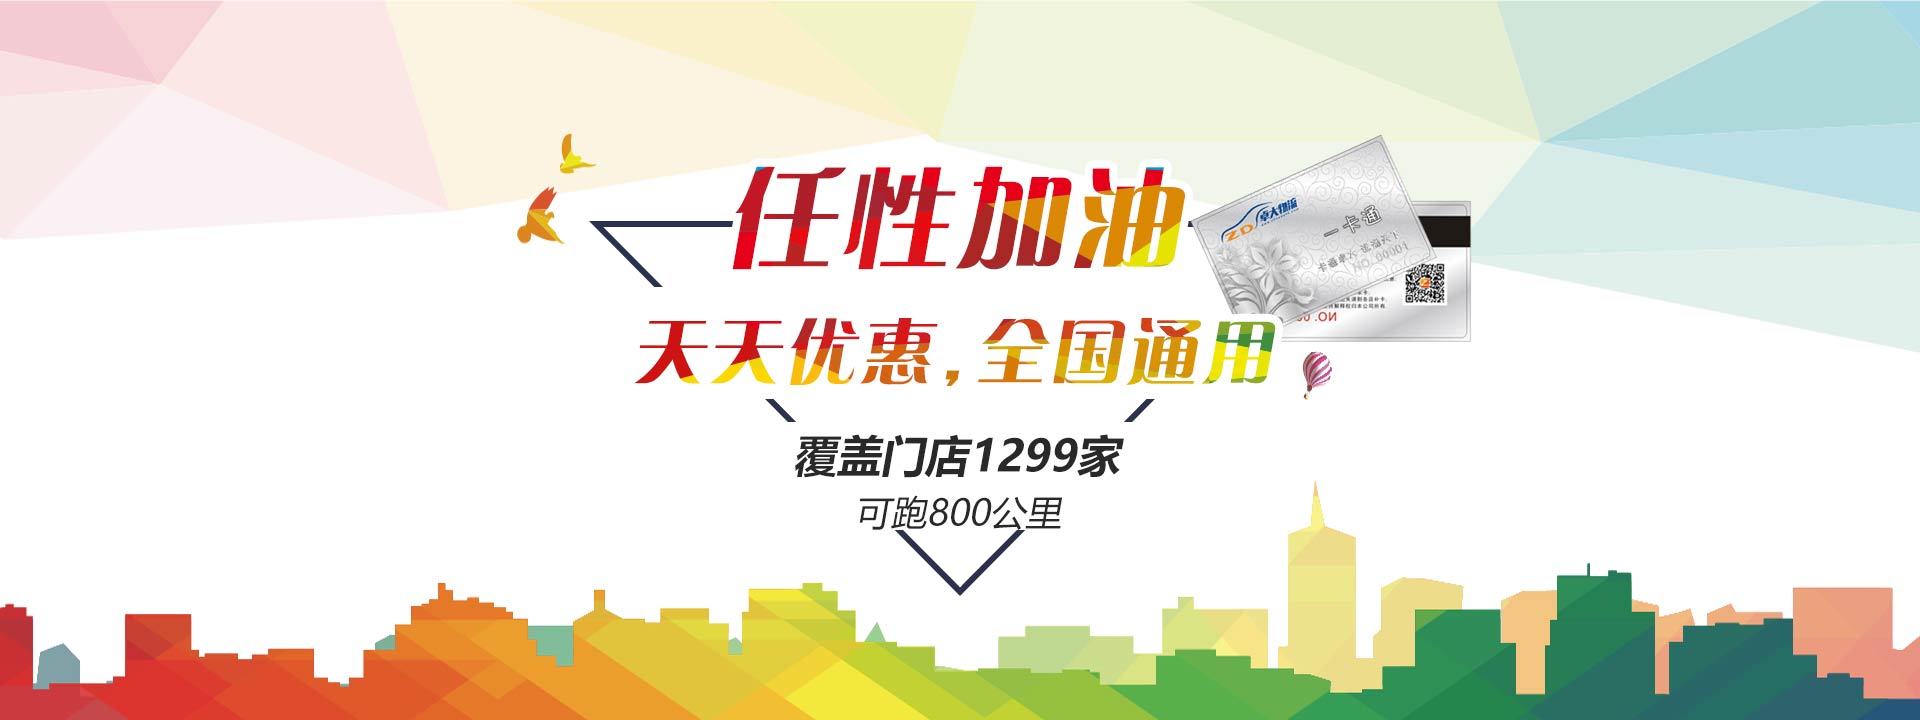 任性加油
天天优惠,全国通用
覆盖门店1299家
可跑800公里
ZD 卓大物流
一卡通
NO. 00001